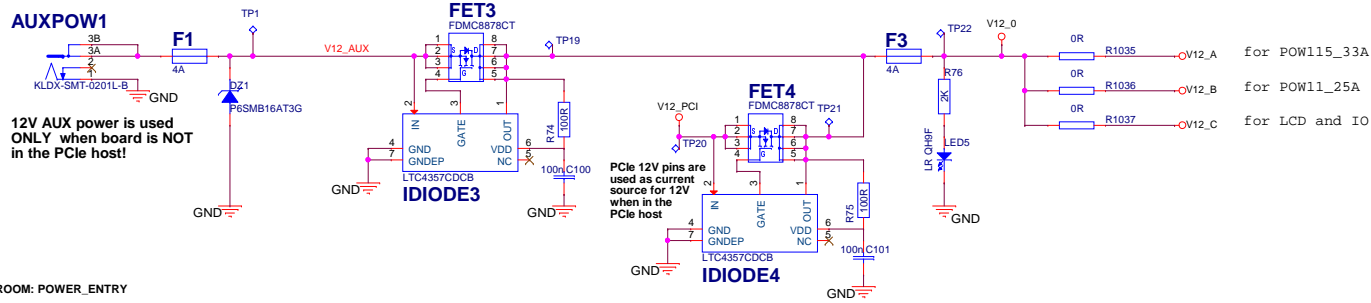 AUXPOW1
3B
3A
2
1
KLDX-SMT-0201L-B
GND
F1
4A
TP1
DZ1
P6SMB16AT3G
GND
12V AUX power is used
ONLY when board is NOT
in the PCIe host!
V12_AUX
FET3
FDMC8878CT
1
2
3
4
S
D
G
8
7
6
5
TP19
2
3
1
IN
GATE
OUT
4
7
GND
GNDEP
VDD
NC
6
5
LTC4357CDCB
IDIODE3
GND
R74
100R
100n
C100
GND
V12_PCI
TP20
PCIe 12V pins are
used as current
source for 12V
when in the
PCIe host
FET4
FDMC8878CT
1
2
3
4
S
D
G
8
7
6
5
TP21
2
3
1
IN
GATE
OUT
4
7
GND
GNDEP
VDD
NC
6
5
LTC4357CDCB
IDIODE4
GND
R75
100R
100n
C101
GND
F3
4A
TP22
V12_0
R76
2K
LED5
LR QH9F
GND
0R
R1035
V12_A
for POW115_33A
0R
R1036
V12_B
for POW11_25A
0R
R1037
V12_C
for LCD and IO
ROOM: POWER_ENTRY